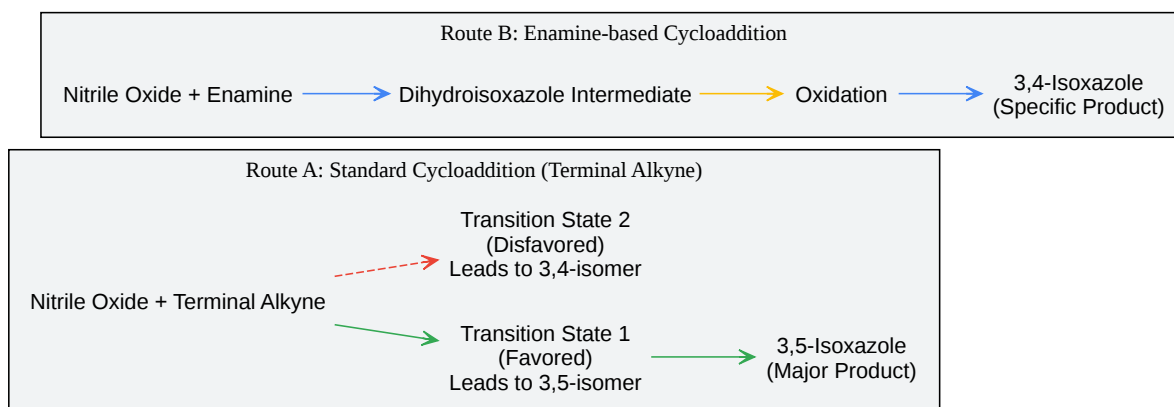 Route B: Enamine-based Cycloaddition
Nitrile Oxide + Enamine
Dihydroisoxazole Intermediate
Oxidation
3,4-Isoxazole
(Specific Product)
Route A: Standard Cycloaddition (Terminal Alkyne)
Nitrile Oxide + Terminal Alkyne
Transition State 2
(Disfavored)
Leads to 3,4-isomer
Transition State 1
(Favored)
Leads to 3,5-isomer
3,5-Isoxazole
(Major Product)